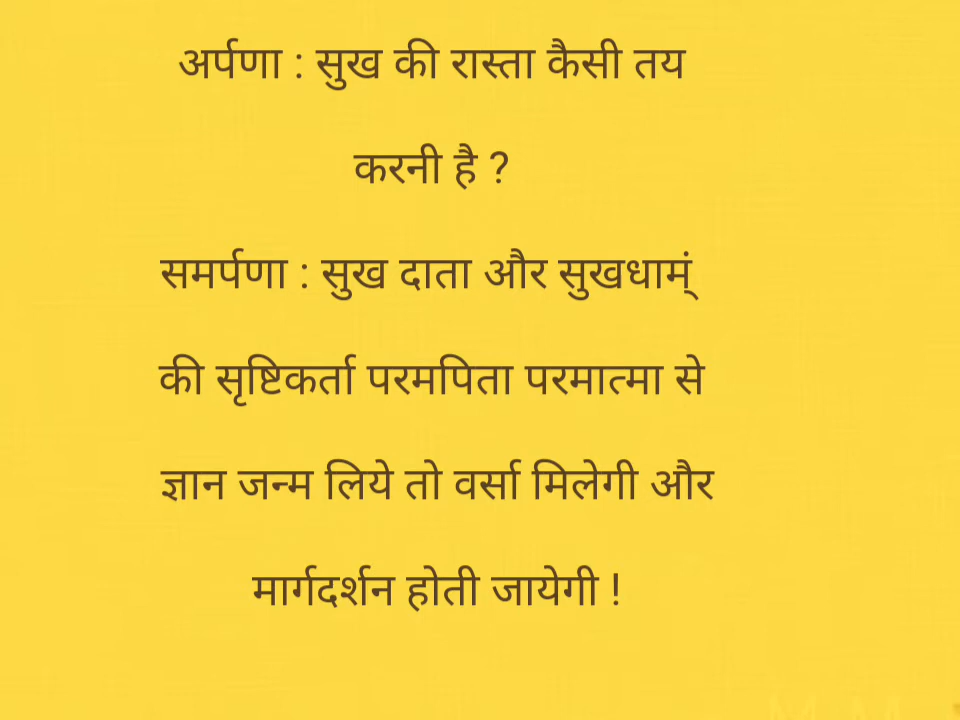 अर्पणा : सुख की रास्ता कैसी तय
करनी है ?
समर्पणा : सुख दाता और सुखधाम्ं
की सृष्टिकर्ता परमपिता परमात्मा से
ज्ञान जन्म लिये तो वर्सा मिलेगी और
मार्गदर्शन होती जायेगी !